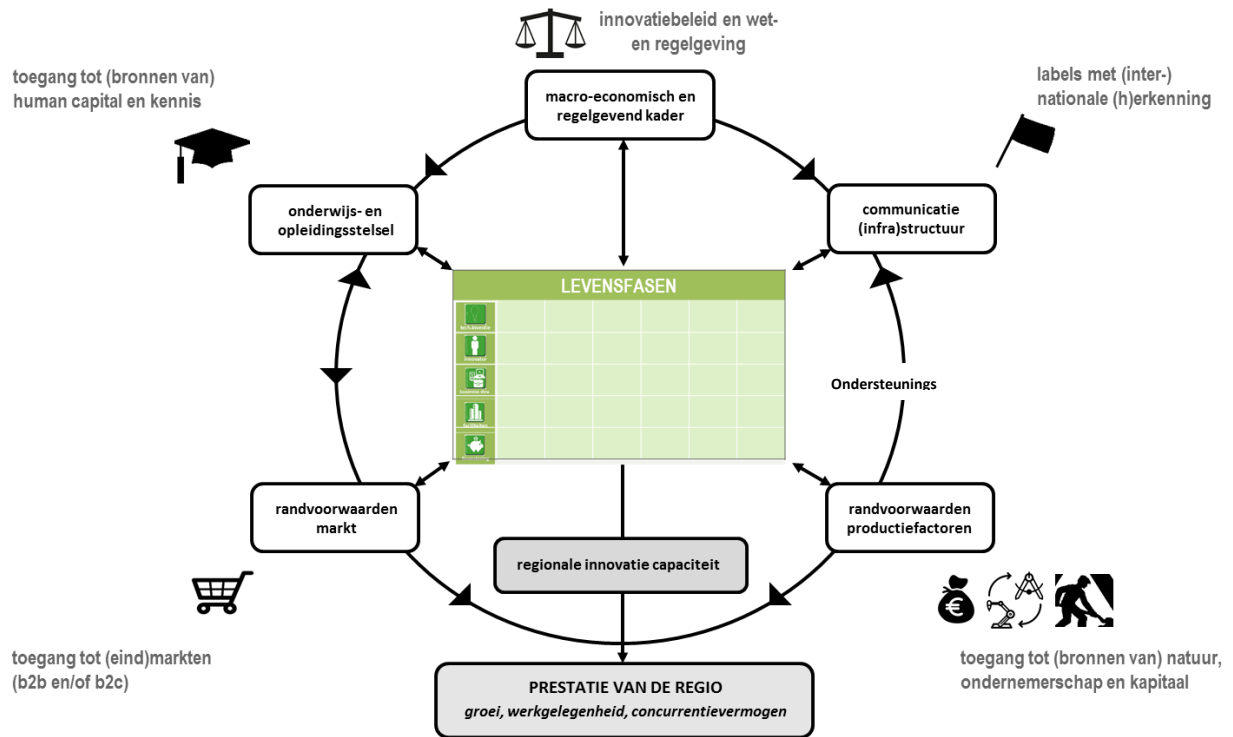 innovatiebeleid en wet-
en regelgeving
toegang tot (bronnen van)
human capital en kennis
labels met (inter-)
nationale (h)erkenning
macro-economisch en
regelgevend kader
onderwijs- en
opleidingsstelsel
communicatie
(infra)structuur
LEVENSFASEN
Ondersteunings
randvoorwaarden
markt
randvoorwaarden
productiefactoren
regionale innovatie capaciteit
toegang tot (eind)markten
(b2b en/of b2c)
toegang tot (bronnen van) natuur,
ondernemerschap en kapitaal
PRESTATIE VAN DE REGIO
groei, werkgelegenheid, concurrentievermogen